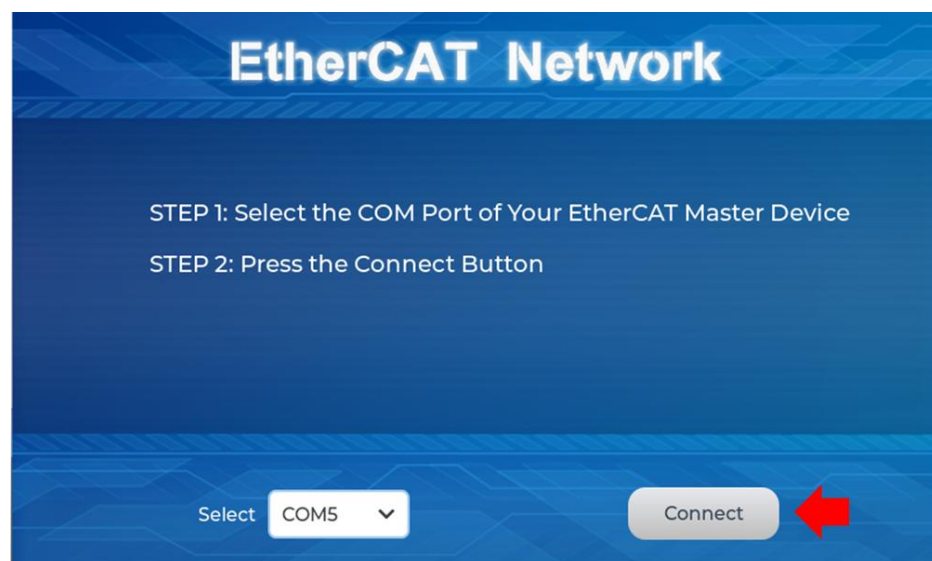 EtherCAT Network
STEP 1: Select the COM Port of Your EtherCAT Master Device
STEP 2: Press the Connect Button
Select COM5 Connect